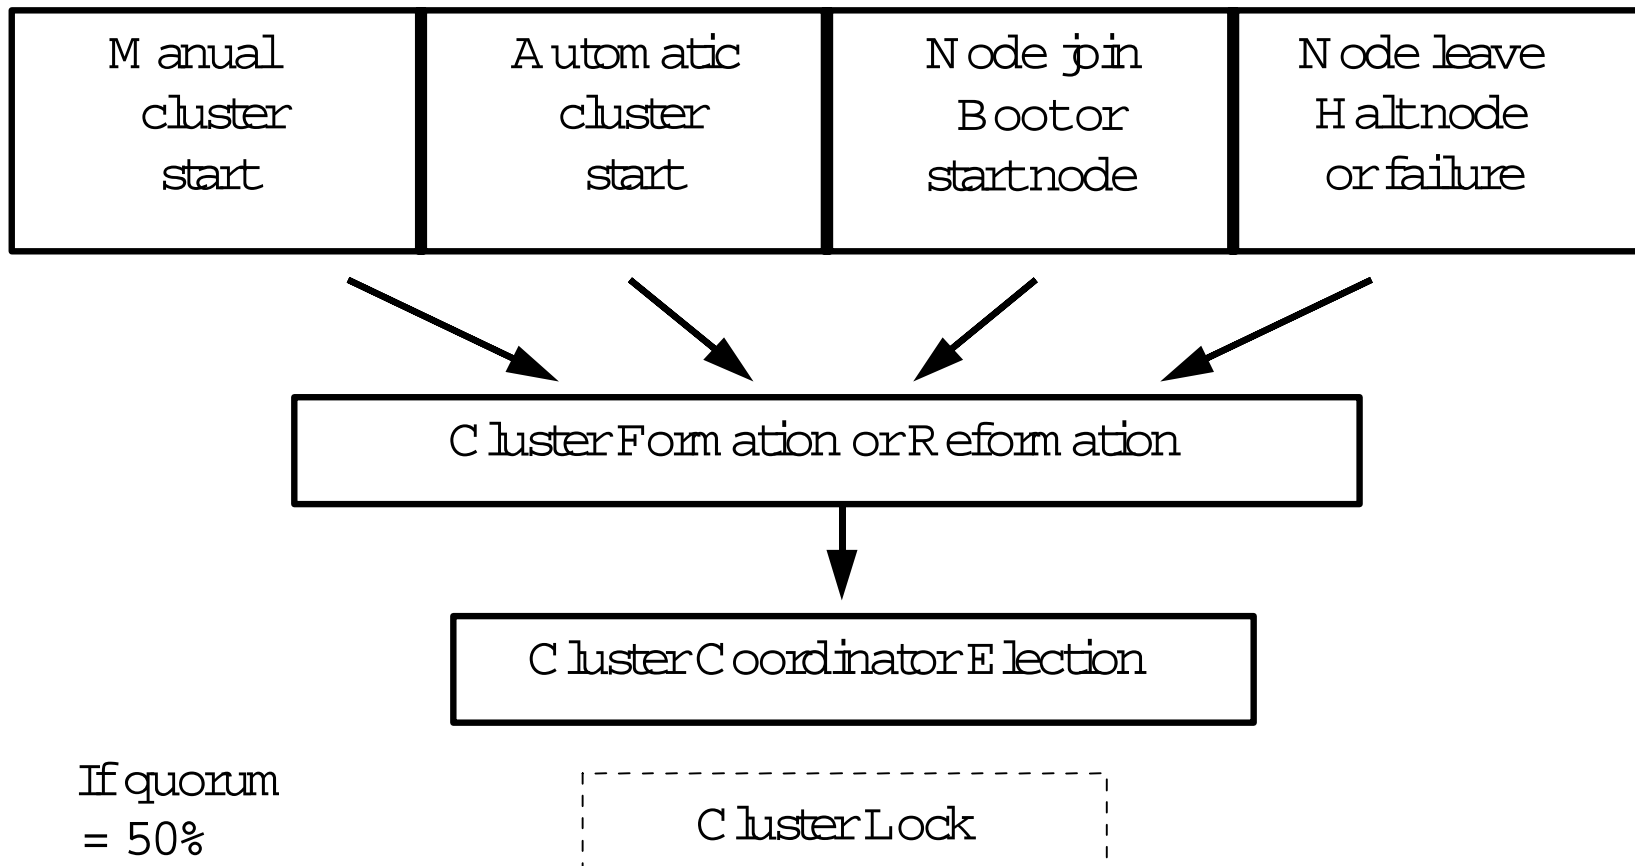 Manual
cluster
start
Automatic
cluster
start
Node join
Boot or
start node
Node leave
Halt node
or failure
Cluster Formation or Reformation
Cluster Coordinator Election
If quorum
= 50%
Cluster Lock